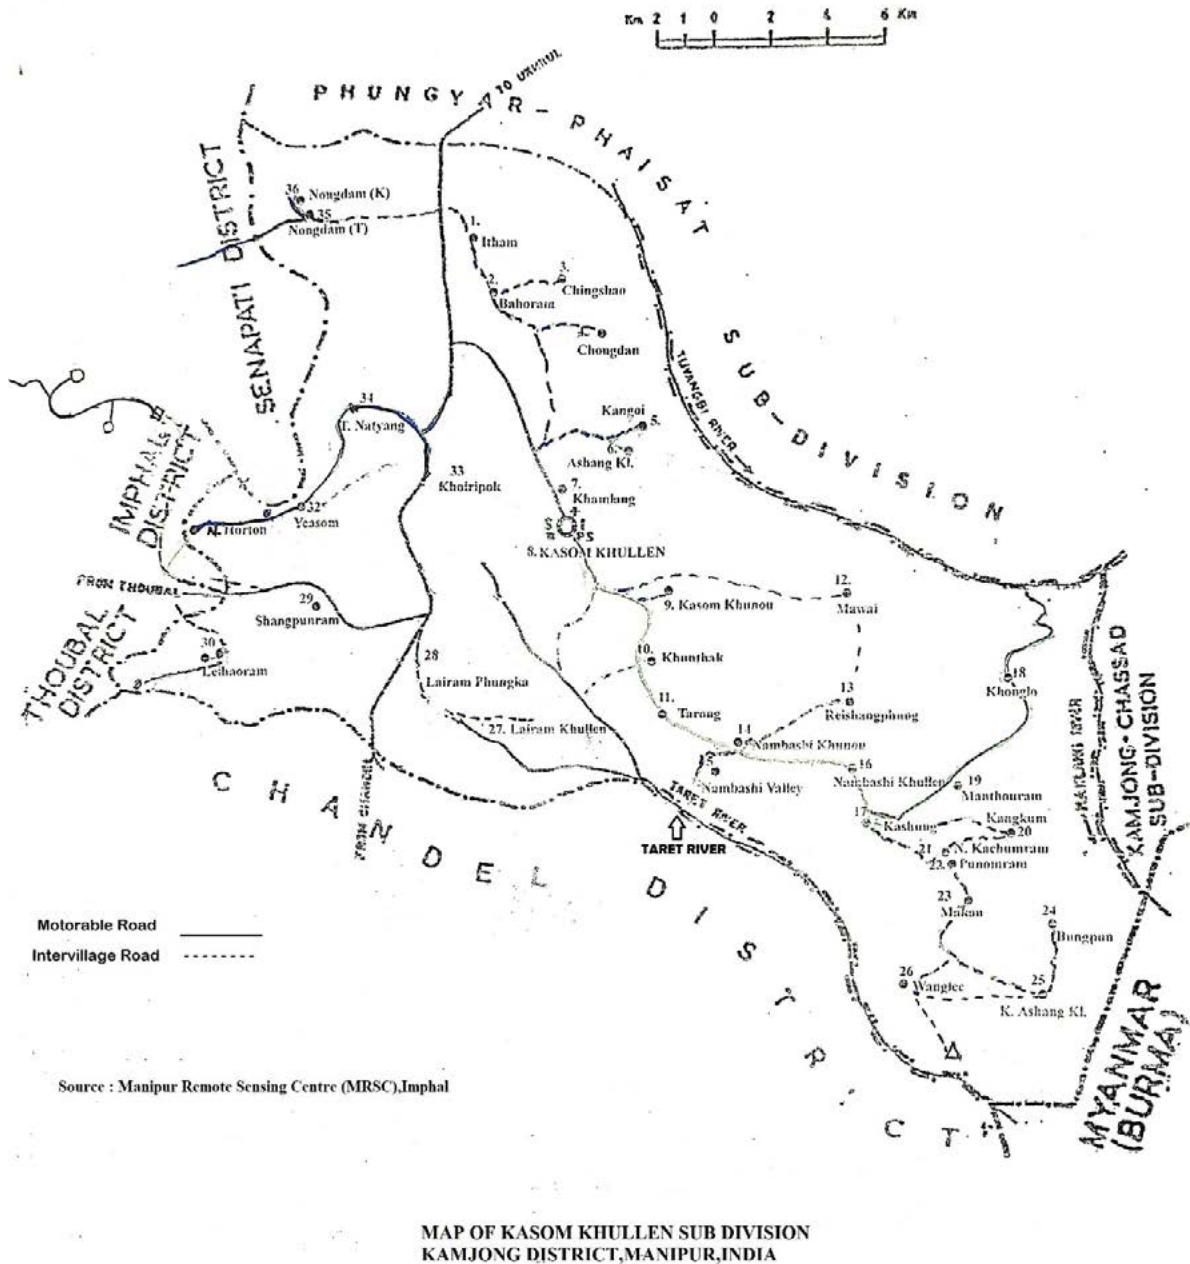 Km 2 1 0 2 4 6 Km
TO UKHRUL
PHUNGYAR-PHAISAT SUB-DIVISION
SENAPATI DISTRICT
36 Nongdam (K)
35
Nongdam (T)
1.
Itham
2.
Bahoram
3.
Chingshao
Chongdan
TUYANGBI RIVER
34
T. Natyang
Kangoi 5.
6.
Ashang Kl.
33
Khoiripok
7.
Khamlang
8. KASOM KHULLEN
IMPHAL DISTRICT
N. Horton
32
Yeasom
FROM THOUBAL
29
Shangpunram
THOUBAL DISTRICT
30
Leihaoram
9. Kasom Khunou
12.
Mawai
10.
Khunthak
28
Lairam Phungka
11.
Tarong
27. Lairam Khullen
13
Reishangphung
14
Nambashi Khunou
15
Nambashi Valley
16
Nambashi Khullen
17
Kashung
18
Khonglo
19
Manthouram
Kangkum
20
21
N. Kachumram
22.
Punomram
23
Makan
24
Bungpun
25
K. Ashang Kl.
26
Wanglee
MAKLANG RIVER
KAMJONG-CHASSAD
SUB-DIVISION
TARET RIVER
TARET RIVER
FROM CHANDEL
CHANDEL DISTRICT
MYANMAR
(BURMA)
Motorable Road
Intervillage Road
Source : Manipur Remote Sensing Centre (MRSC),Imphal
MAP OF KASOM KHULLEN SUB DIVISION
KAMJONG DISTRICT,MANIPUR,INDIA